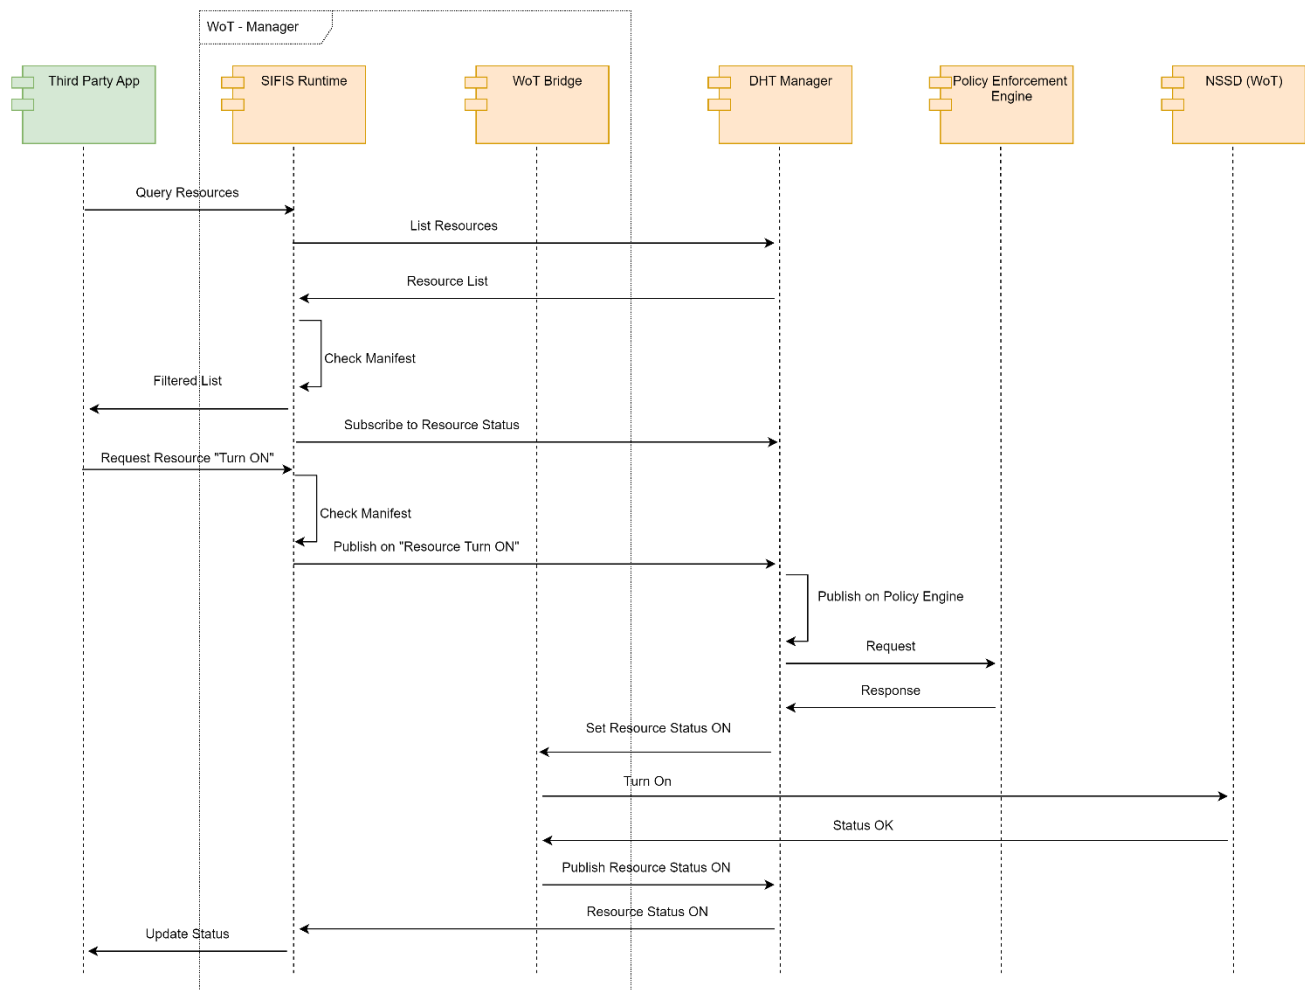 WoT - Manager
Third Party App
SIFIS Runtime
WoT Bridge
DHT Manager
Policy Enforcement
Engine
NSSD (WoT)
Query Resources
List Resources
Resource List
Check Manifest
Filtered List
Subscribe to Resource Status
Request Resource "Turn ON"
Check Manifest
Publish on "Resource Turn ON"
Publish on Policy Engine
Request
Response
Set Resource Status ON
Turn On
Status OK
Publish Resource Status ON
Resource Status ON
Update Status